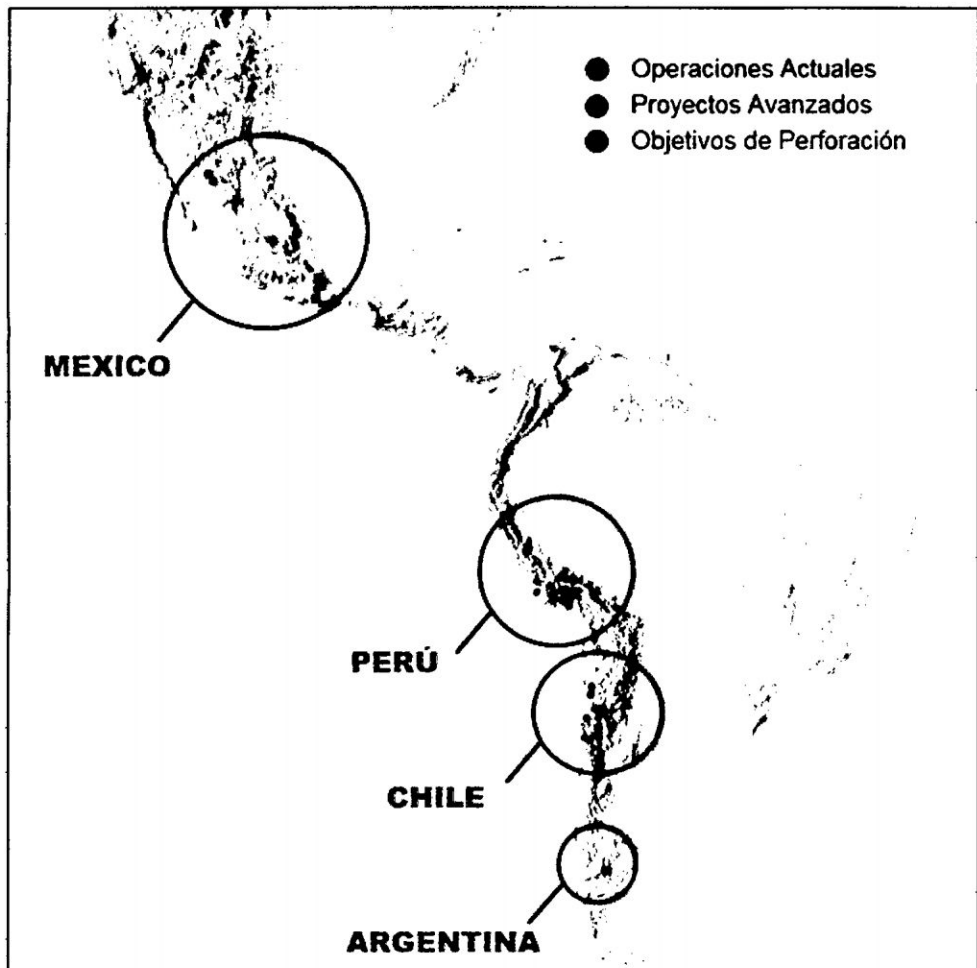 Operaciones Actuales
Proyectos Avanzados
Objetivos de Perforación
MEXICO
PERÚ
CHILE
ARGENTINA